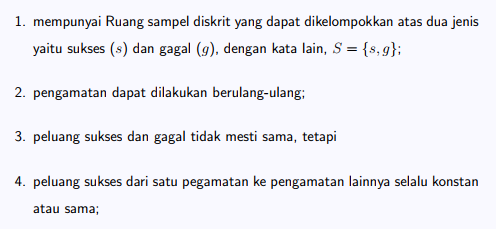 1. mempunyai Ruang sampel diskrit yang dapat dikelompokkan atas dua jenis
yaitu sukses (s) dan gagal (g), dengan kata lain, S = {s, g};
2. pengamatan dapat dilakukan berulang-ulang;
3. peluang sukses dan gagal tidak mesti sama, tetapi
4. peluang sukses dari satu pegamatan ke pengamatan lainnya selalu konstan
atau sama;